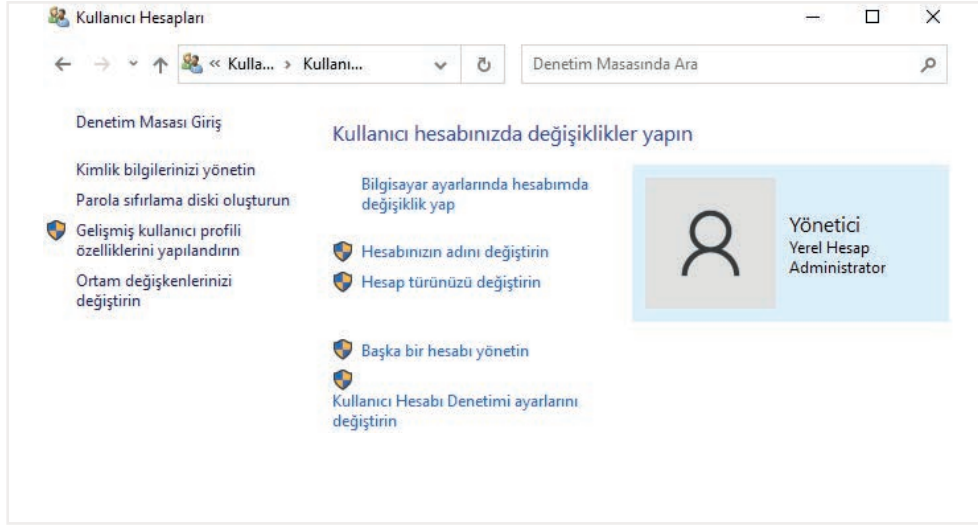 Kullanıcı Hesapları
« Kulla... › Kullanı...
Denetim Masasında Ara
Denetim Masası Giriş
Kimlik bilgilerinizi yönetin
Parola sıfırlama diski oluşturun
Gelişmiş kullanıcı profili
özelliklerini yapılandırın
Ortam değişkenlerinizi
değiştirin
Kullanıcı hesabınızda değişiklikler yapın
Bilgisayar ayarlarında hesabımda
değişiklik yap
Hesabınızın adını değiştirin
Hesap türünüzü değiştirin
Başka bir hesabı yönetin
Kullanıcı Hesabı Denetimi ayarlarını
değiştirin
Yönetici
Yerel Hesap
Administrator